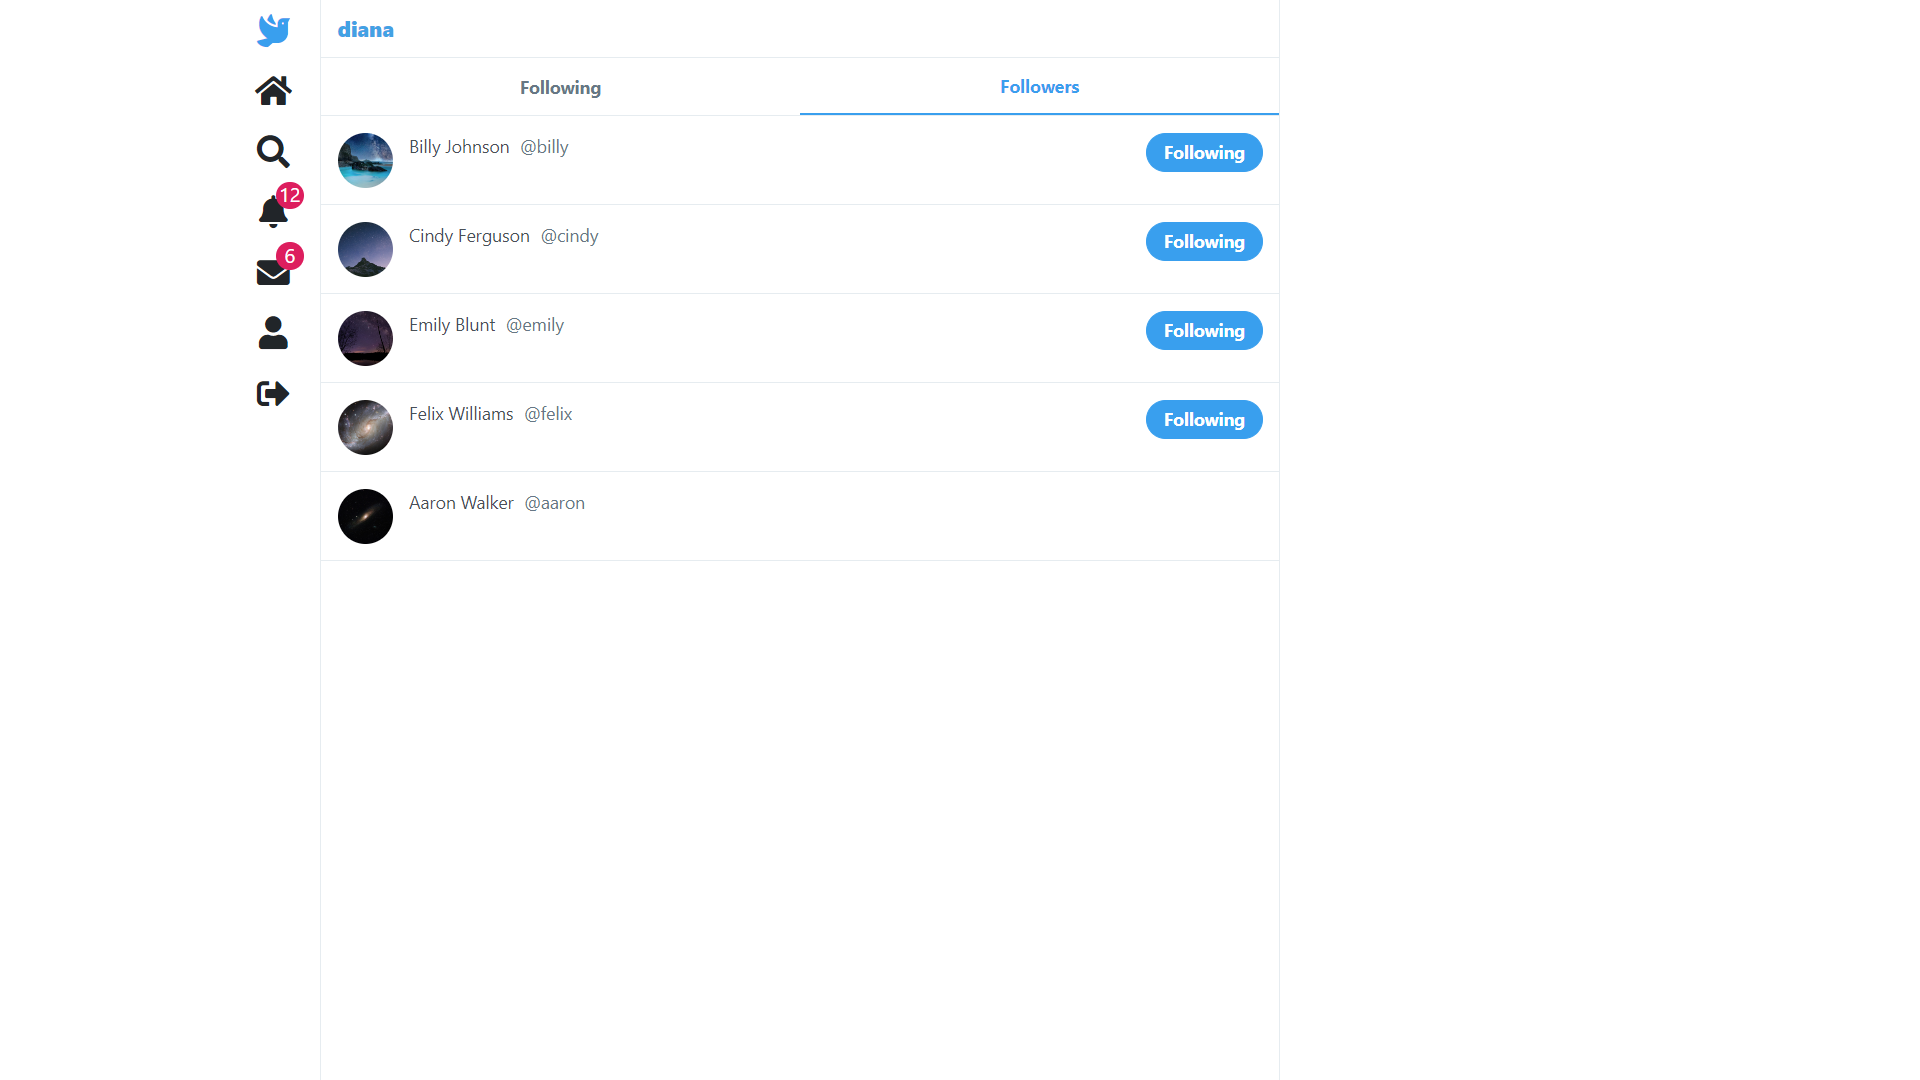 diana
Following
Followers
Billy Johnson @billy
Following
Cindy Ferguson @cindy
Following
Emily Blunt @emily
Following
Felix Williams @felix
Following
Aaron Walker @aaron
12
6